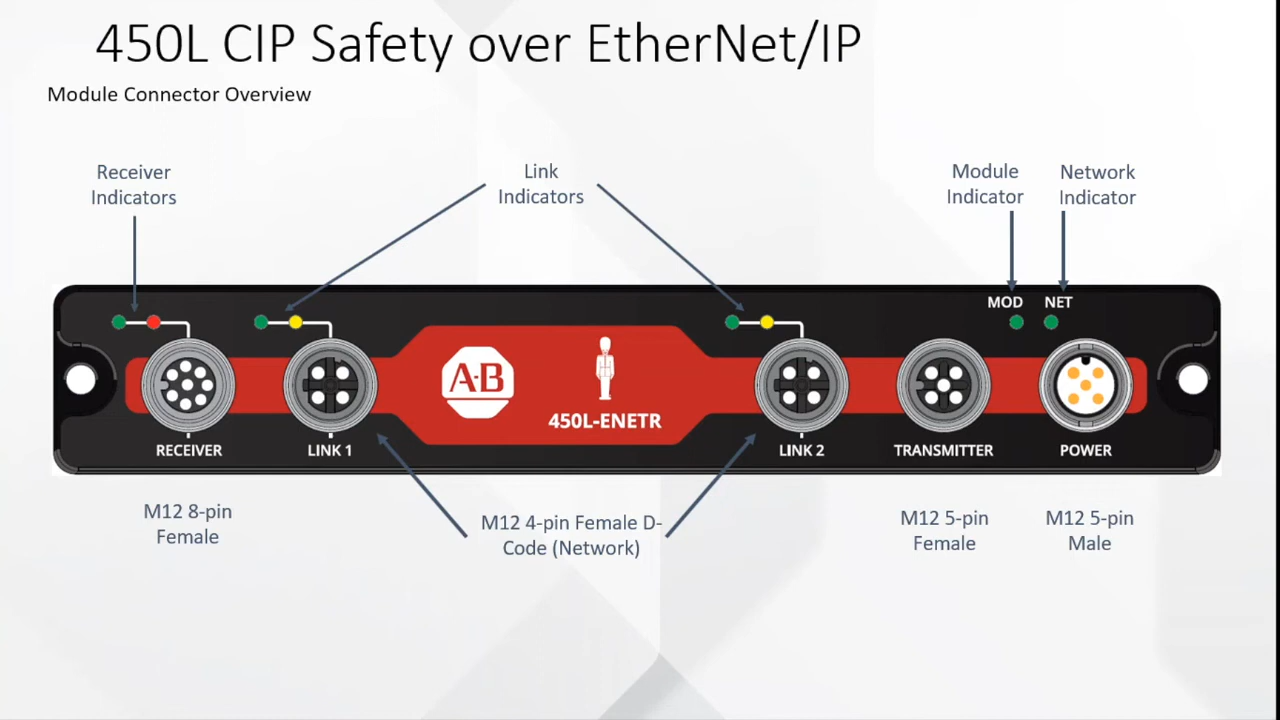 450L CIP Safety over EtherNet/IP
Module Connector Overview
Receiver
Indicators
Link
Indicators
Module
Indicator
Network
Indicator
MOD
NET
A-B
450L-ENETR
RECEIVER
LINK 1
LINK 2
TRANSMITTER
POWER
M12 8-pin
Female
M12 4-pin Female D-
Code (Network)
M12 5-pin
Female
M12 5-pin
Male